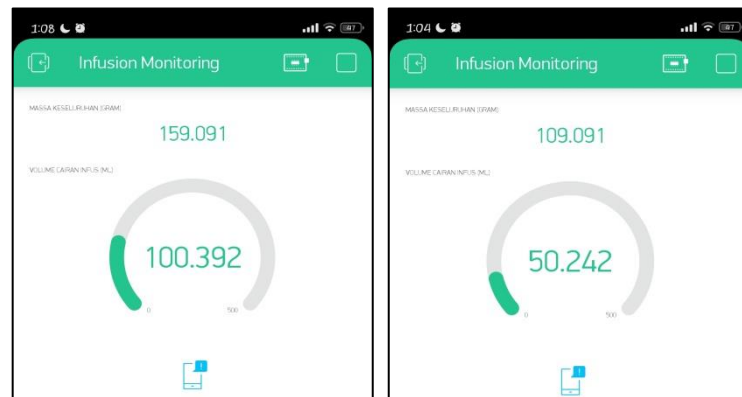 1:08
Infusion Monitoring
MASSA KESELURUHAN (GRAM)
159.091
VOLUME CAIRAN INFUS (ML)
100.392
0
500
1:04
87
Infusion Monitoring
MASSA KESELURUHAN (GRAM)
109.091
VOLUME CAIRAN INFUS (ML)
50.242
0
500